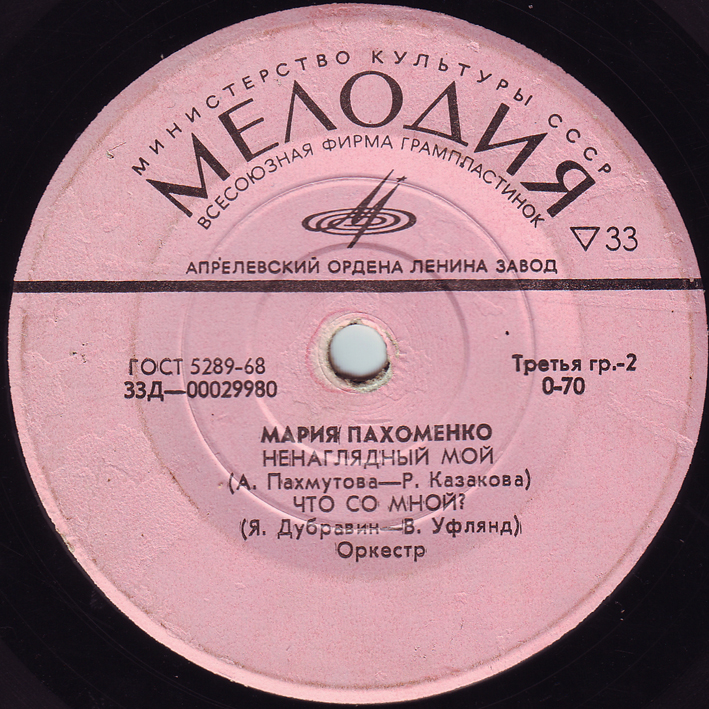 МИНИСТЕРСТВО КУЛЬТУРЫ СССР
МЕЛОДИЯ
ВСЕСОЮЗНАЯ ФИРМА ГРАМПЛАСТИНОК
▽33
АПРЕЛЕВСКИЙ ОРДЕНА ЛЕНИНА ЗАВОД
ГОСТ 5289-68
33Д—00029980
Третья гр.-2
0-70
МАРИЯ ПАХОМЕНКО
НЕНАГЛЯДНЫЙ МОЙ
(А. Пахмутова—Р. Казакова)
ЧТО СО МНОЙ?
(Я. Дубравин—В. Уфлянд)
Оркестр